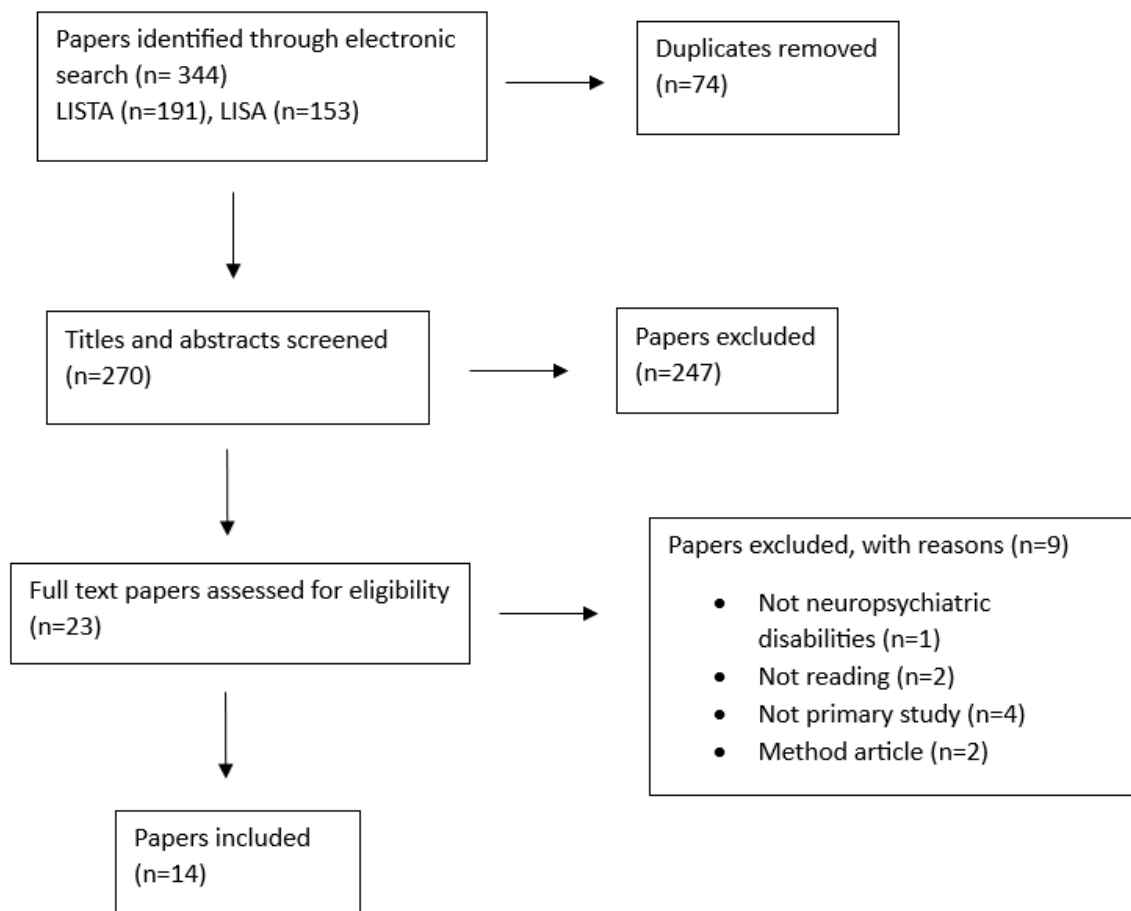 Papers identified through electronic
search (n= 344)
LISTA (n=191), LISA (n=153)
Duplicates removed
(n=74)
Titles and abstracts screened
(n=270)
Papers excluded
(n=247)
Full text papers assessed for eligibility
(n=23)
Papers excluded, with reasons (n=9)
• Not neuropsychiatric
disabilities (n=1)
• Not reading (n=2)
• Not primary study (n=4)
• Method article (n=2)
Papers included
(n=14)